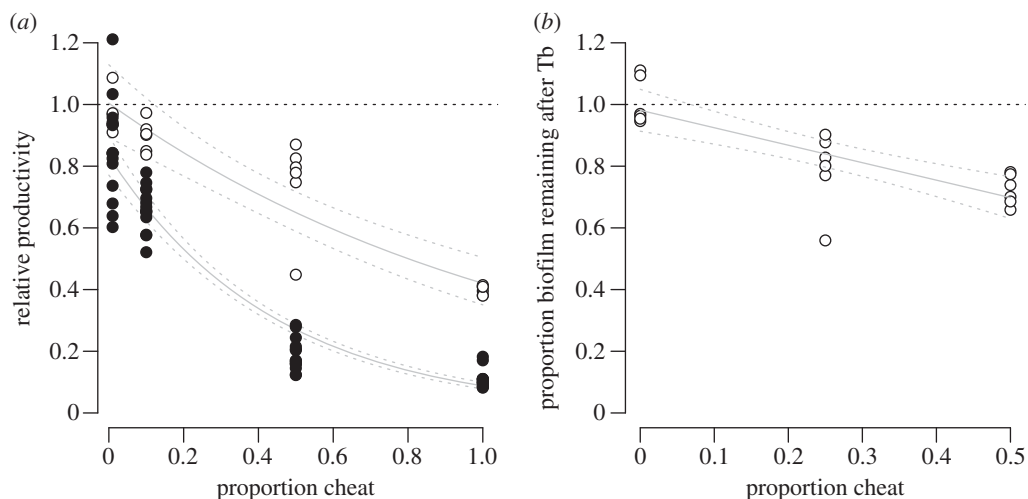 (a)
1.2
1.0
0.8
0.6
0.4
0.2
0
relative productivity
0 0.2 0.4 0.6 0.8 1.0
proportion cheat
(b)
1.2
1.0
0.8
0.6
0.4
0.2
0
proportion biofilm remaining after Tb
0 0.1 0.2 0.3 0.4 0.5
proportion cheat